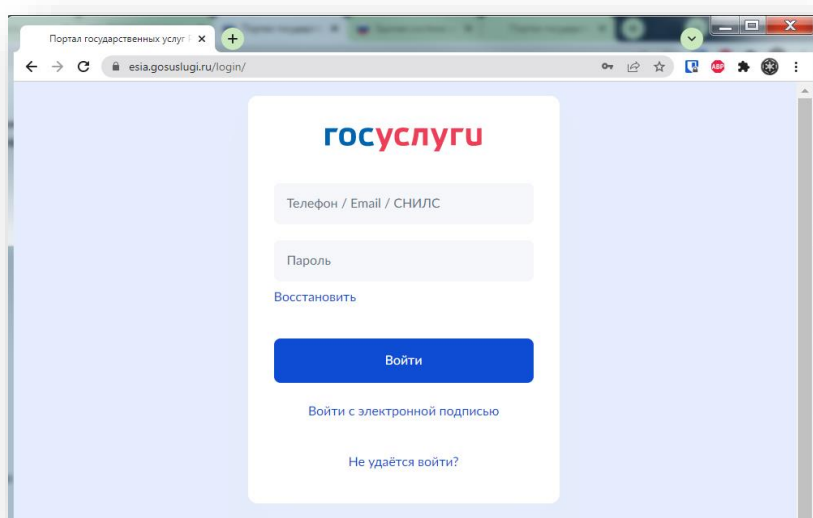 Портал государственных услуг
esia.gosuslugi.ru/login/
ABP
госуслуги
Телефон / Email / СНИЛС
Пароль
Восстановить
Войти
Войти с электронной подписью
Не удаётся войти?